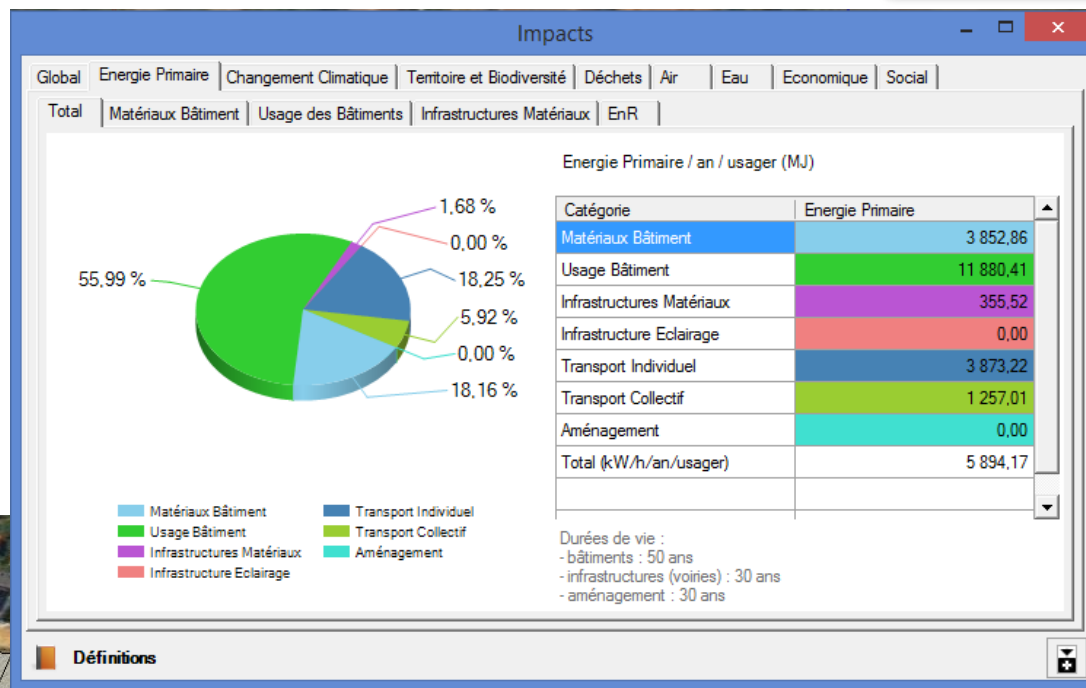 Impacts
Global Energie Primaire Changement Climatique Territoire et Biodiversité Déchets Air Eau Economique Social
Total Matériaux Bâtiment Usage des Bâtiments Infrastructures Matériaux EnR
Energie Primaire / an / usager (MJ)
1,68 %
0,00 %
55,99 %
18,25 %
5,92 %
0,00 %
18,16 %
Catégorie Energie Primaire
Matériaux Bâtiment 3 852,86
Usage Bâtiment 11 880,41
Infrastructures Matériaux 355,52
Infrastructure Eclairage 0,00
Transport Individuel 3 873,22
Transport Collectif 1 257,01
Aménagement 0,00
Total (kW/h/an/usager) 5 894,17
Matériaux Bâtiment Transport Individuel
Usage Bâtiment Transport Collectif
Infrastructures Matériaux Aménagement
Infrastructure Eclairage
Durées de vie :
- bâtiments : 50 ans
- infrastructures (voiries) : 30 ans
- aménagement : 30 ans
Définitions